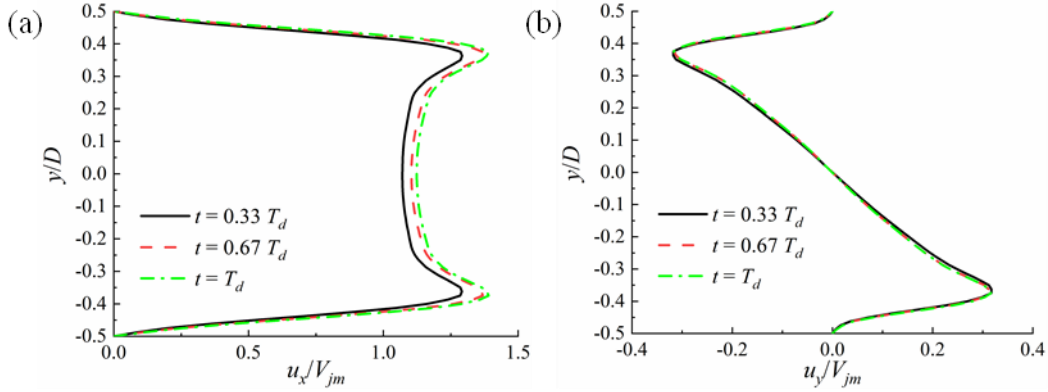 (a)
0.5
0.4
0.3
0.2
0.1
0.0
-0.1
-0.2
-0.3
-0.4
-0.5
y/D
t = 0.33 T_d
t = 0.67 T_d
t = T_d
0.0 0.5 1.0 1.5
u_x/V_jm
(b)
0.5
0.4
0.3
0.2
0.1
0.0
-0.1
-0.2
-0.3
-0.4
-0.5
y/D
t = 0.33 T_d
t = 0.67 T_d
t = T_d
-0.4 -0.2 0.0 0.2 0.4
u_y/V_jm